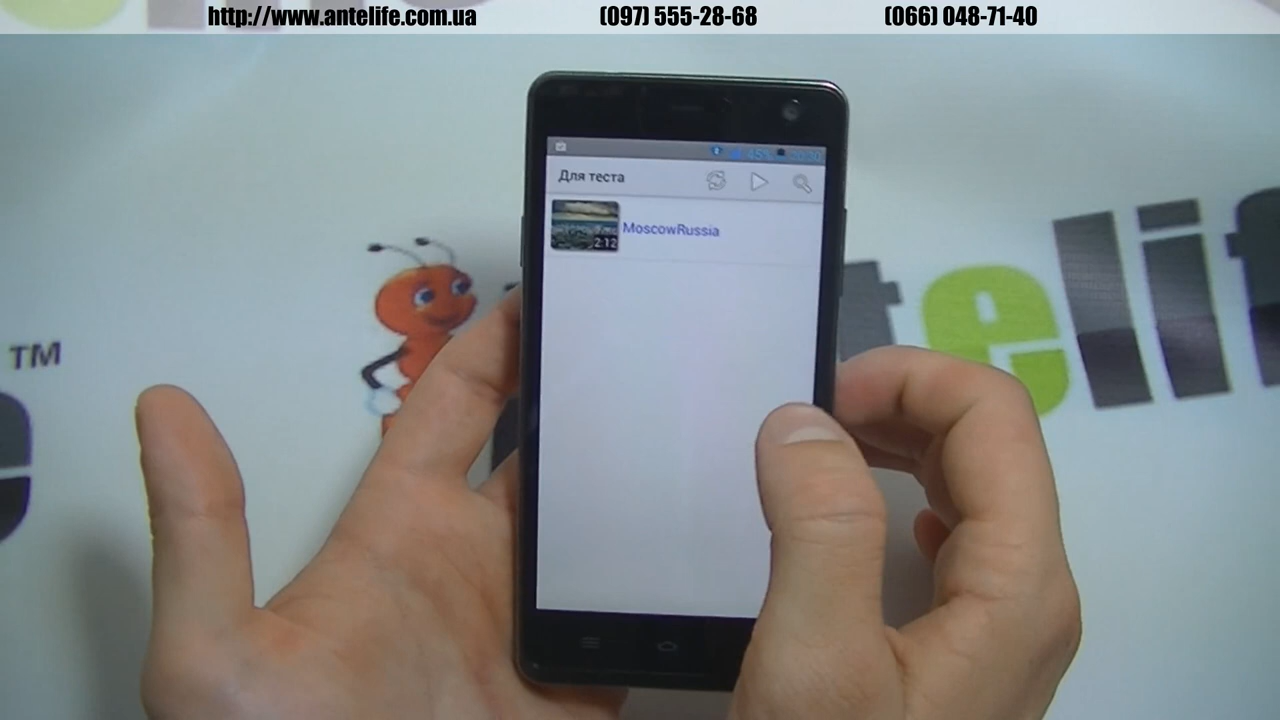 http://www.antelife.com.ua (097) 555-28-68 (066) 048-71-40
45%
Для теста
2:12
MoscowRussia
TM
e
telif